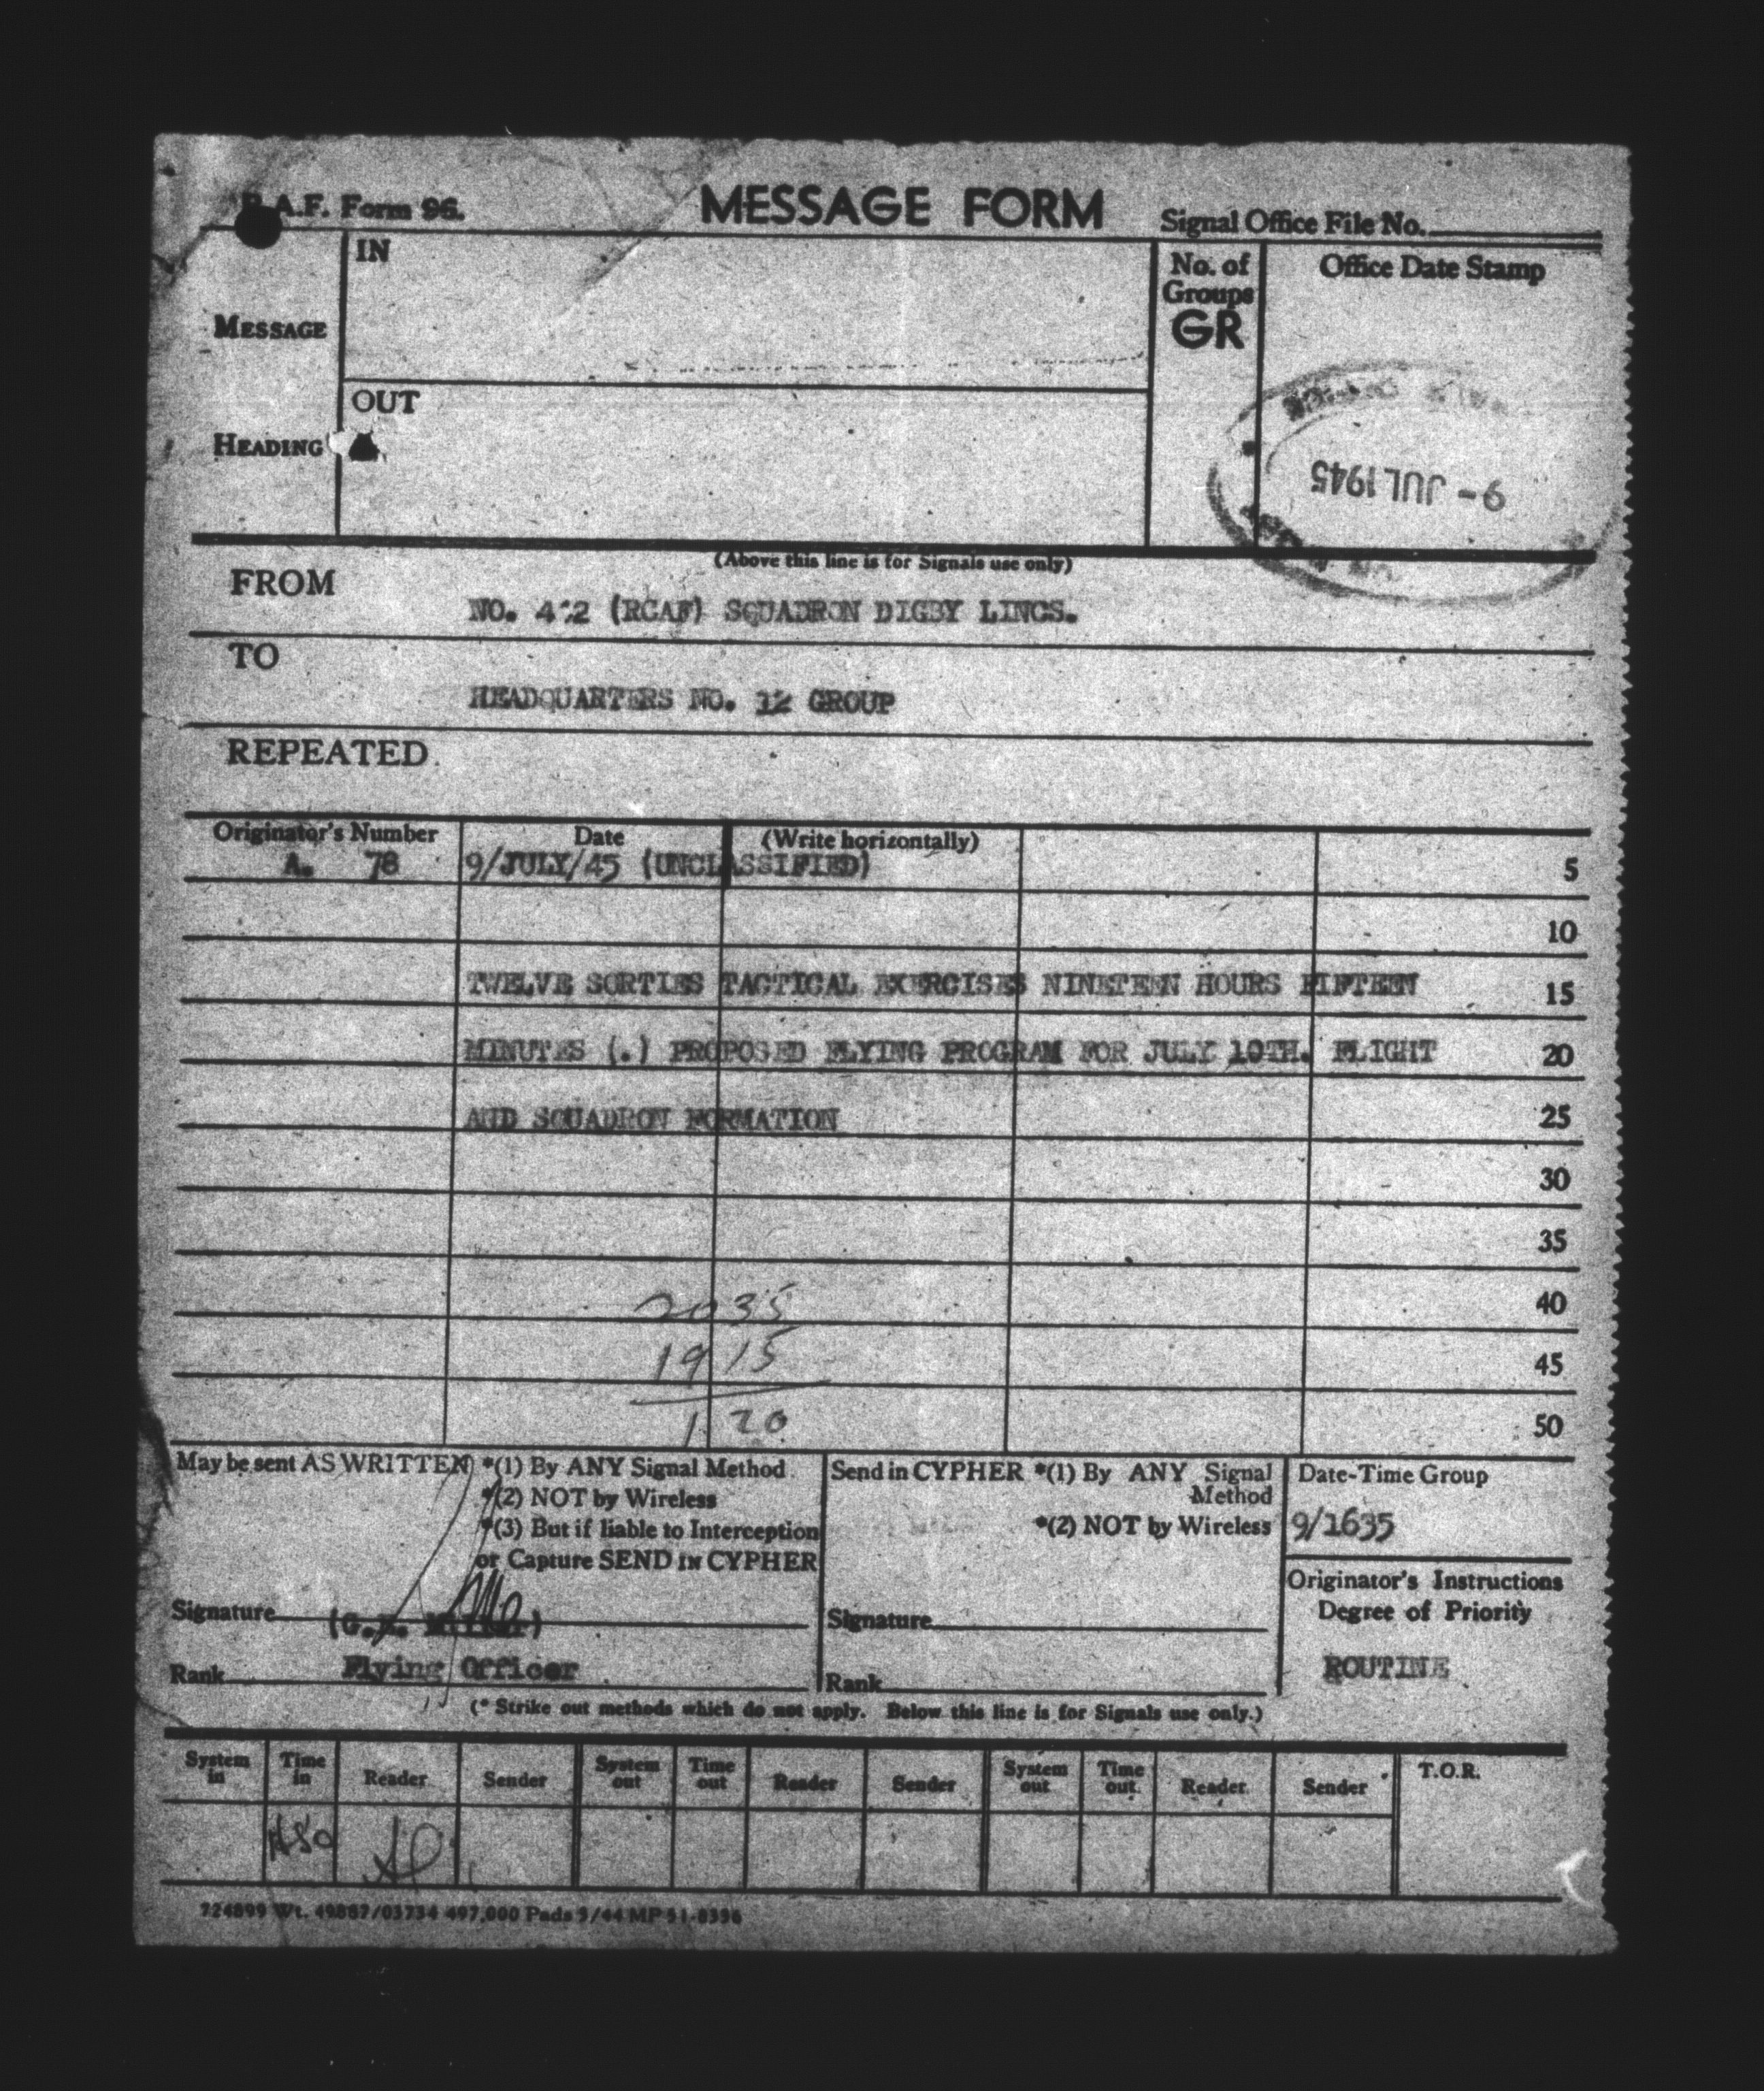 R.A.F. Form 96.
MESSAGE FORM
Signal Office File No.
MESSAGE
HEADING
IN
OUT
No. of
Groups
GR
Office Date Stamp
9 - JUL 1945
(Above this line is for Signals use only)
FROM
NO. (RCAF) SQUADRON DIGBY LINCS.
TO
HEADQUARTERS NO. 12 GROUP
REPEATED
Originator's Number
Date
(Write horizontally)
A. 78 9/JULY/45 (UNCLASSIFIED)
5
10
TWELVE SORTIES TACTICAL EXERCISES NINETEEN HOURS FIFTEEN
15
MINUTES (.) PROPOSED FLYING PROGRAM FOR JULY 10TH. FLIGHT
20
AND SQUADRON FORMATION
25
30
35
2035
40
1915
45
1 20
50
May be sent AS WRITTEN *(1) By ANY Signal Method
*(2) NOT by Wireless
*(3) But if liable to Interception
or Capture SEND IN CYPHER
Signature
Rank Flying Officer
Send in CYPHER *(1) By ANY Signal
Method
*(2) NOT by Wireless
Signature
Rank
Date-Time Group
9/1635
Originator's Instructions
Degree of Priority
ROUTINE
(* Strike out methods which do not apply. Below this line is for Signals use only.)
System in
Time in
Reader
Sender
System out
Time out
Reader
Sender
System out
Time out
Reader
Sender
T.O.R.